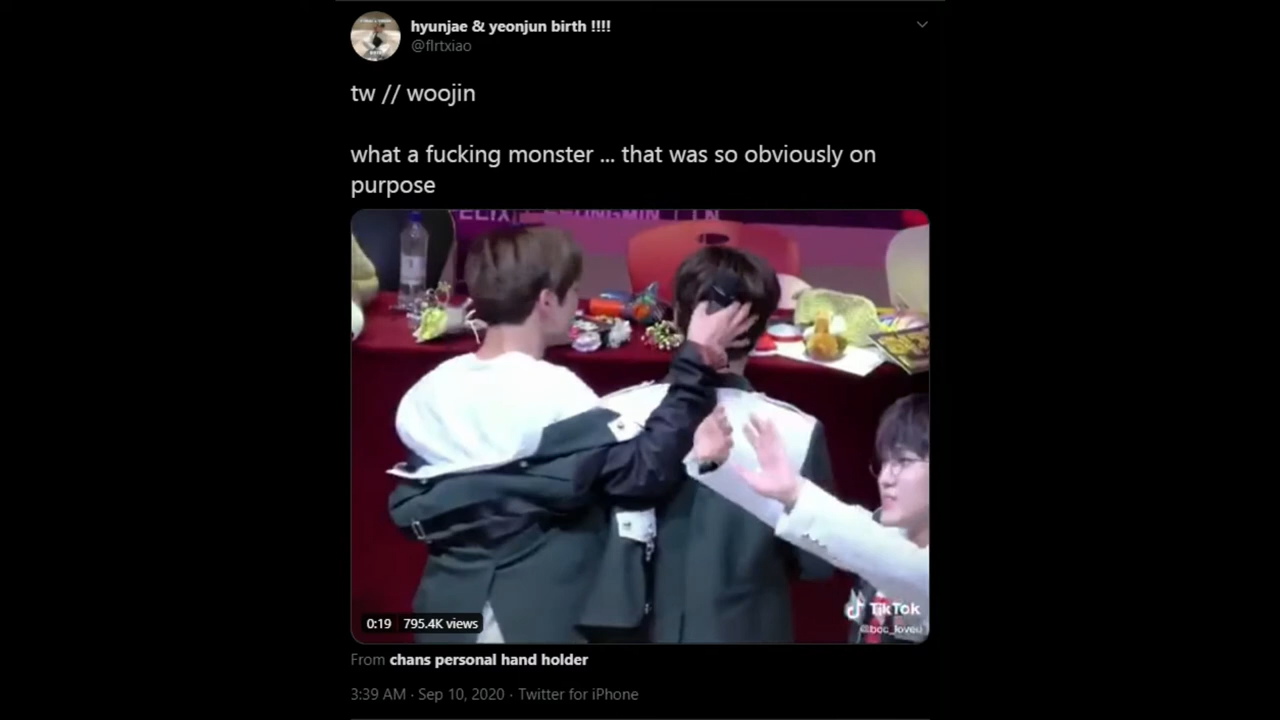 hyunjae & yeonjun birth !!!!
@flrtxiao
tw // woojin
what a fucking monster ... that was so obviously on
purpose
TikTok
0:19 795.4K views
From chans personal hand holder
3:39 AM · Sep 10, 2020 · Twitter for iPhone